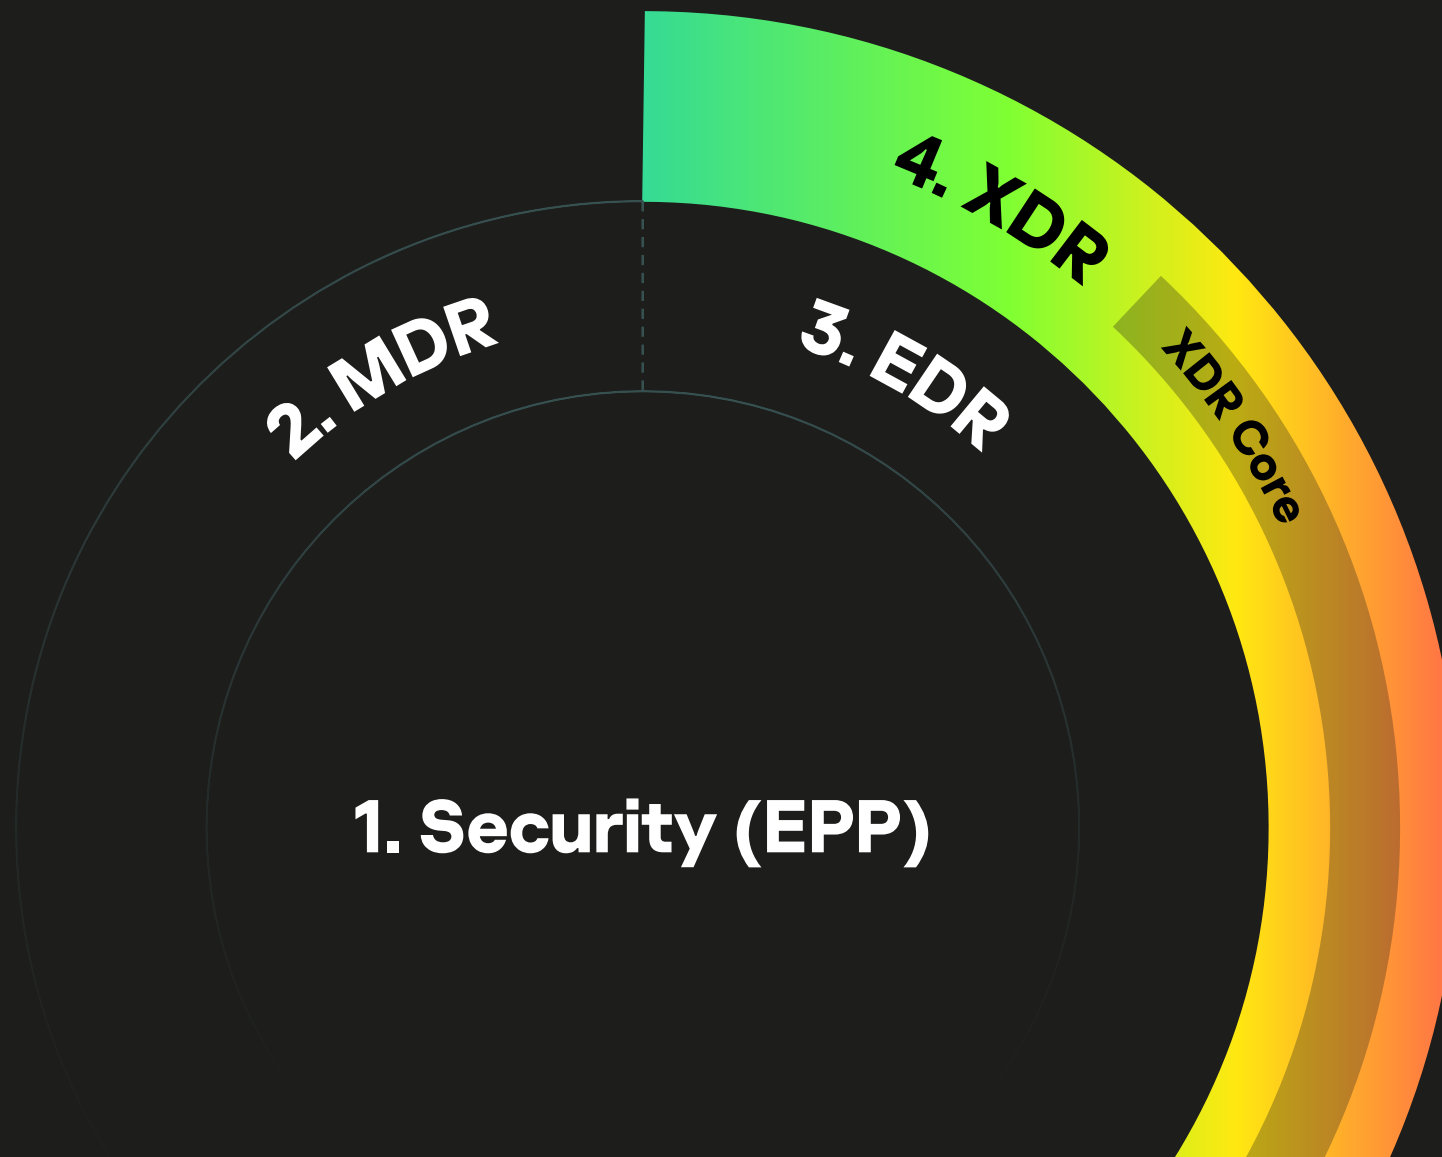 4. XDR
2. MDR
3. EDR
XDR Core
1. Security (EPP)